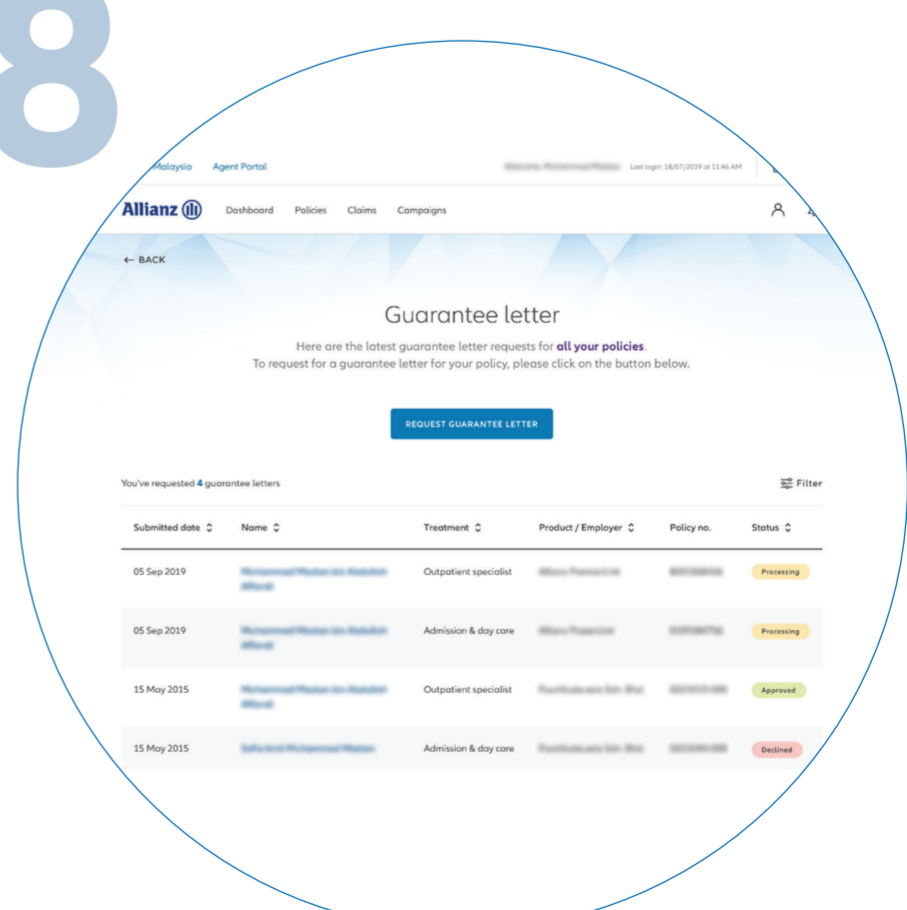 8
Malaysia Agent Portal Last login: 18/07/2019 at 11:46 AM
Allianz Dashboard Policies Claims Campaigns
← BACK
Guarantee letter
Here are the latest guarantee letter requests for all your policies.
To request for a guarantee letter for your policy, please click on the button below.
REQUEST GUARANTEE LETTER
You've requested 4 guarantee letters Filter
Submitted date Name Treatment Product / Employer Policy no. Status
05 Sep 2019 Outpatient specialist Processing
05 Sep 2019 Admission & day care Processing
15 May 2015 Outpatient specialist Approved
15 May 2015 Admission & day care Declined